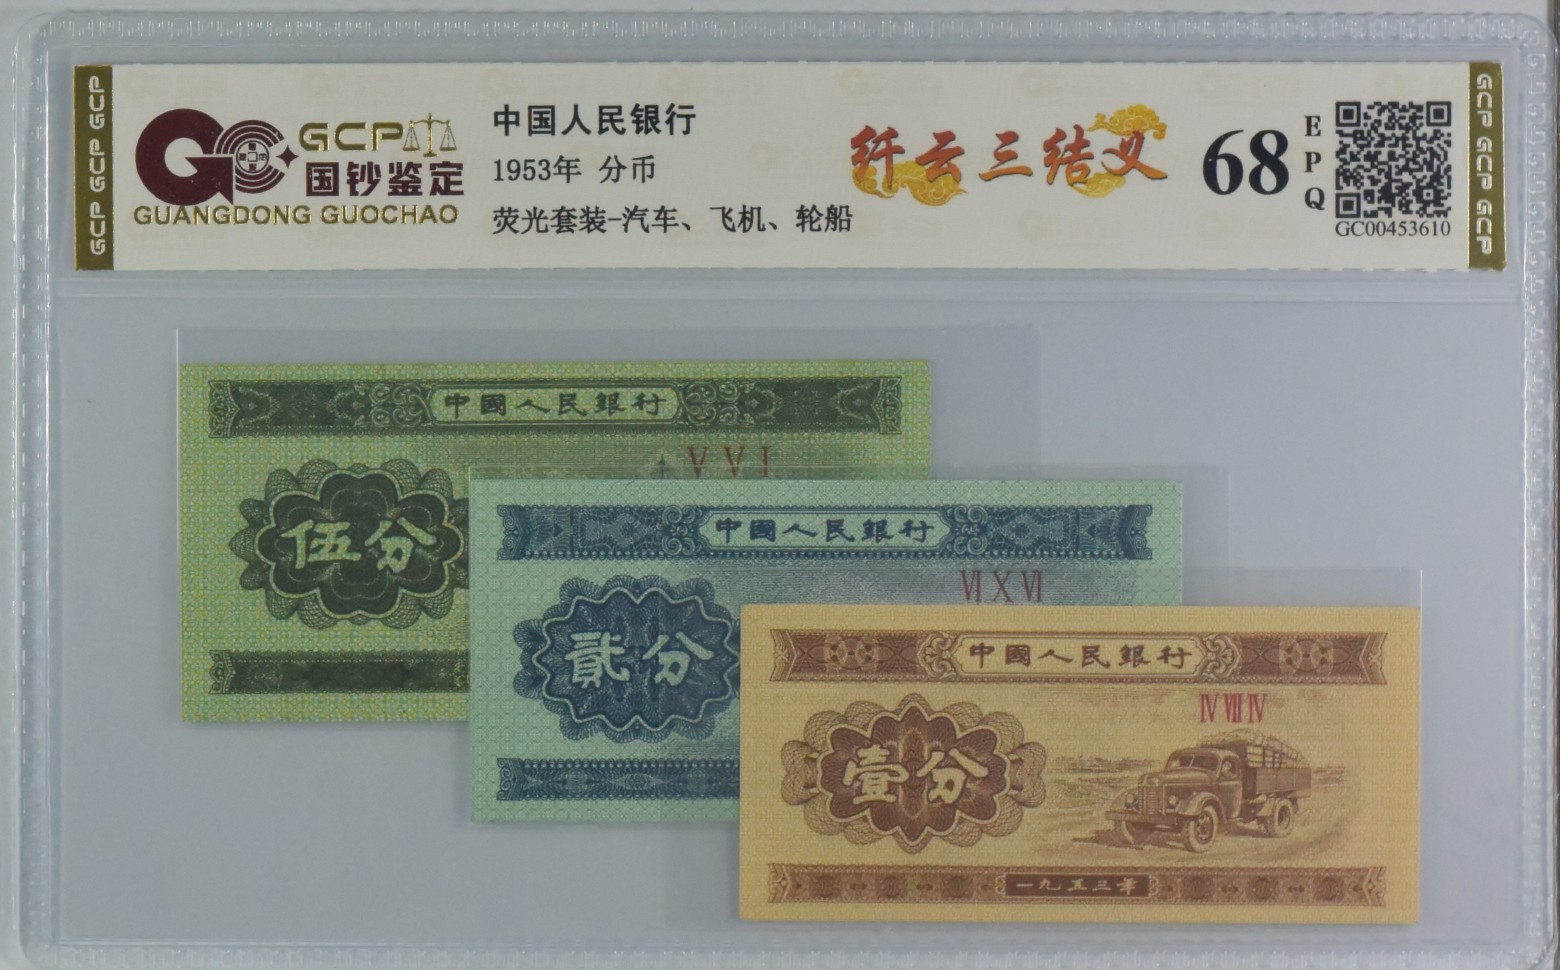 GCP GCP GCP
GCP
国钞鉴定
GUANGDONG GUOCHAO
中国人民银行
1953年 分币
荧光套装-汽车、飞机、轮船
纤云三结义
68
EPQ
GC00453610
GCP GCP GCP
中國人民銀行
V V I
伍分
中國人民銀行
VI X VI
貳分
中國人民銀行
IV VII IV
壹分
一九五三年